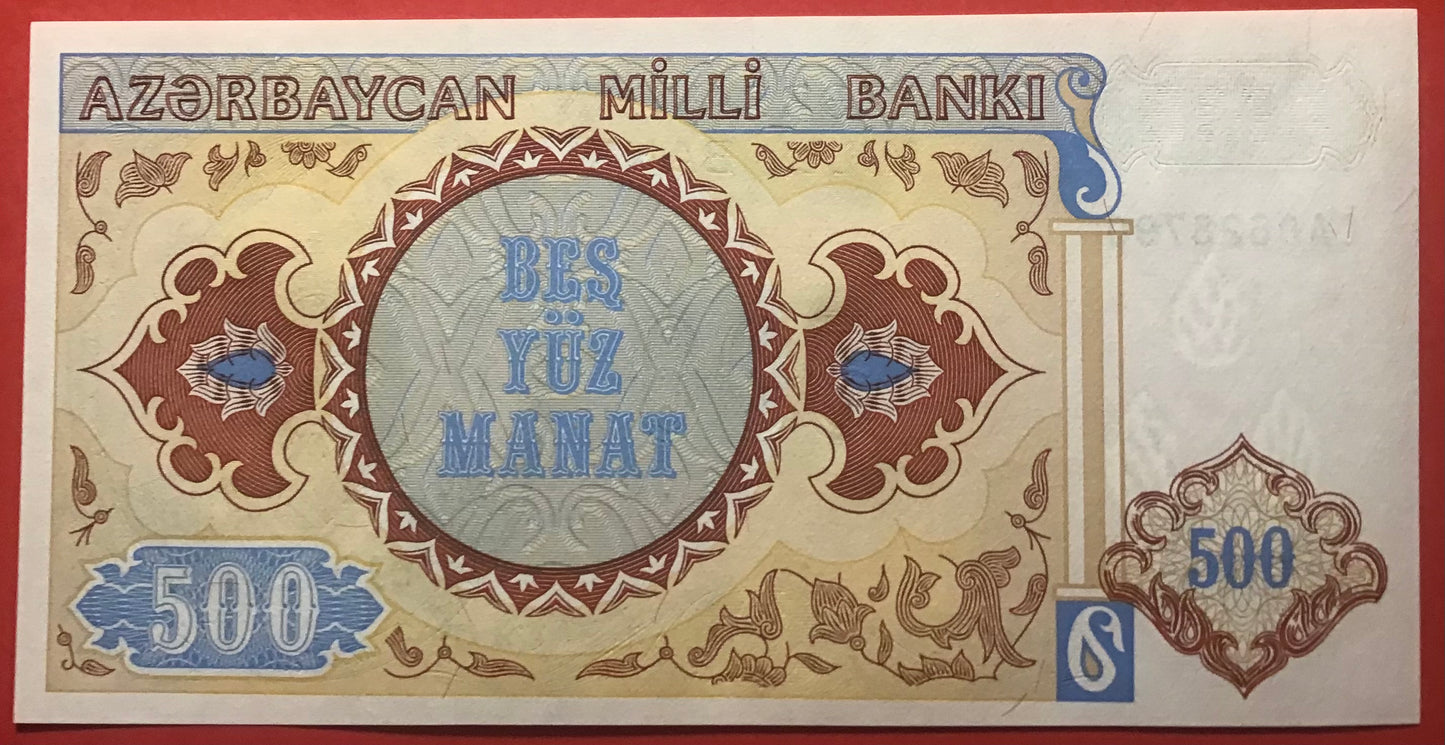 AZƏRBAYCAN MİLLİ BANKI
BEŞ
YÜZ
MANAT
500
500